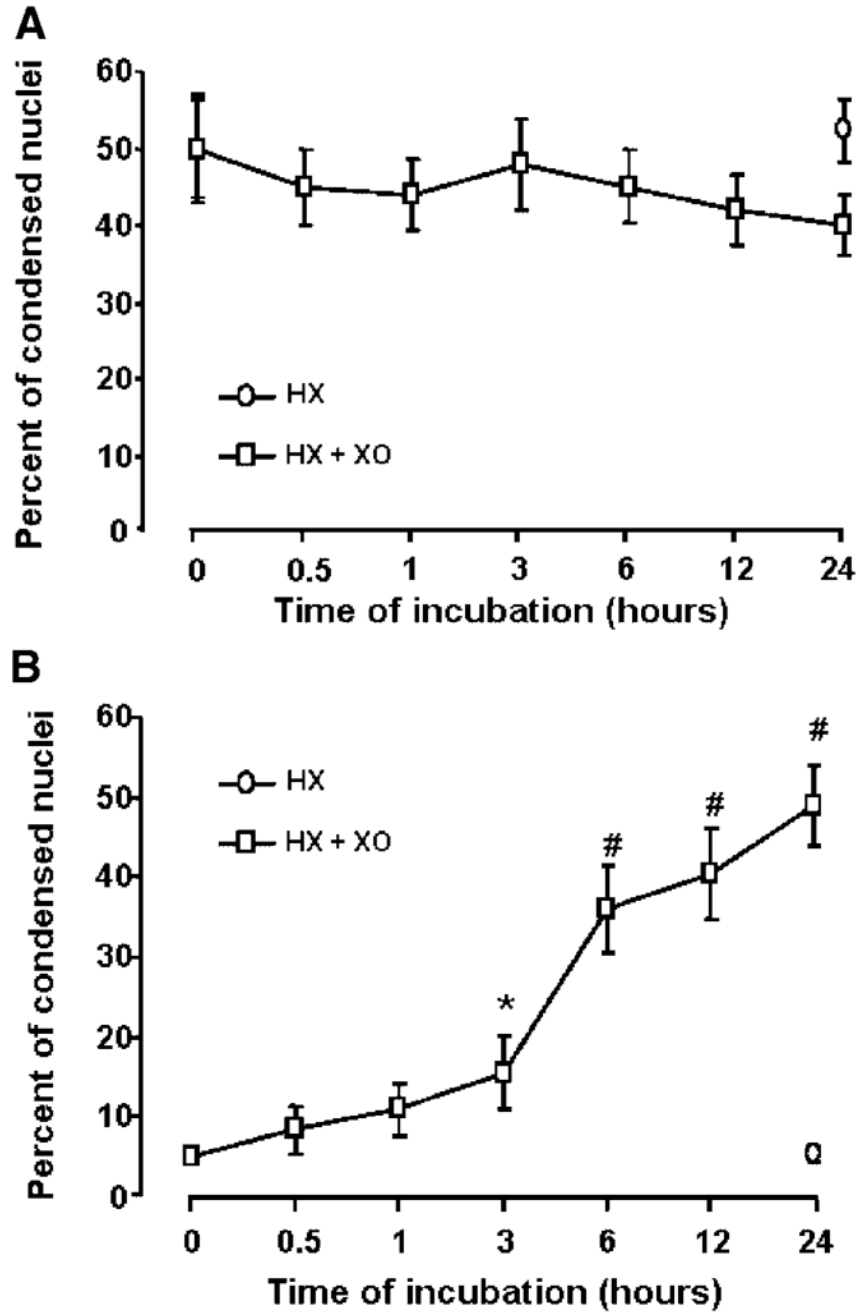 A
Percent of condensed nuclei
60
50
40
30
20
10
0
HX
HX + XO
0 0.5 1 3 6 12 24
Time of incubation (hours)
B
Percent of condensed nuclei
60
50
40
30
20
10
0
HX
HX + XO
*
#
#
#
0 0.5 1 3 6 12 24
Time of incubation (hours)